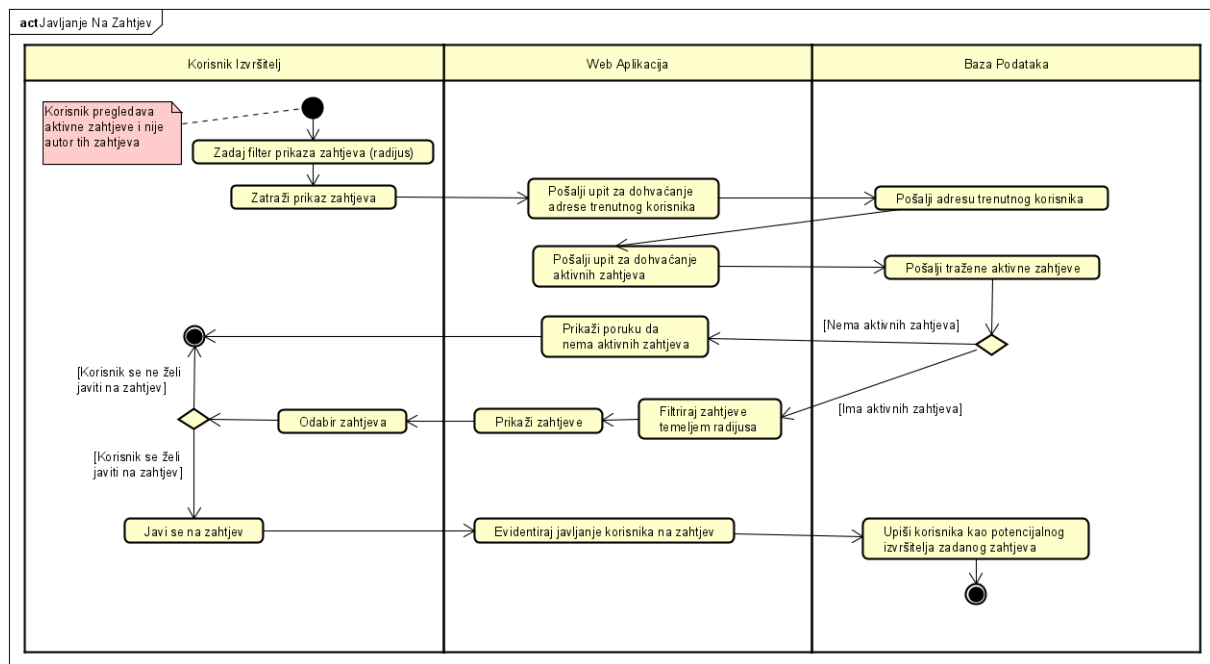 act Javljanje Na Zahtjev
Korisnik Izvršitelj
Web Aplikacija
Baza Podataka
Korisnik pregledava
aktivne zahtjeve i nije
autor tih zahtjeva
Zadaj filter prikaza zahtjeva (radijus)
Zatraži prikaz zahtjeva
Pošalji upit za dohvaćanje
adrese trenutnog korisnika
Pošalji adresu trenutnog korisnika
Pošalji upit za dohvaćanje
aktivnih zahtjeva
Pošalji tražene aktivne zahtjeve
[Nema aktivnih zahtjeva]
Prikaži poruku da
nema aktivnih zahtjeva
[Korisnik se ne želi
javiti na zahtjev]
[Ima aktivnih zahtjeva]
Filtriraj zahtjeve
temeljem radijusa
Prikaži zahtjeve
Odabir zahtjeva
[Korisnik se želi
javiti na zahtjev]
Javi se na zahtjev
Evidentiraj javljanje korisnika na zahtjev
Upiši korisnika kao potencijalnog
izvršitelja zadanog zahtjeva